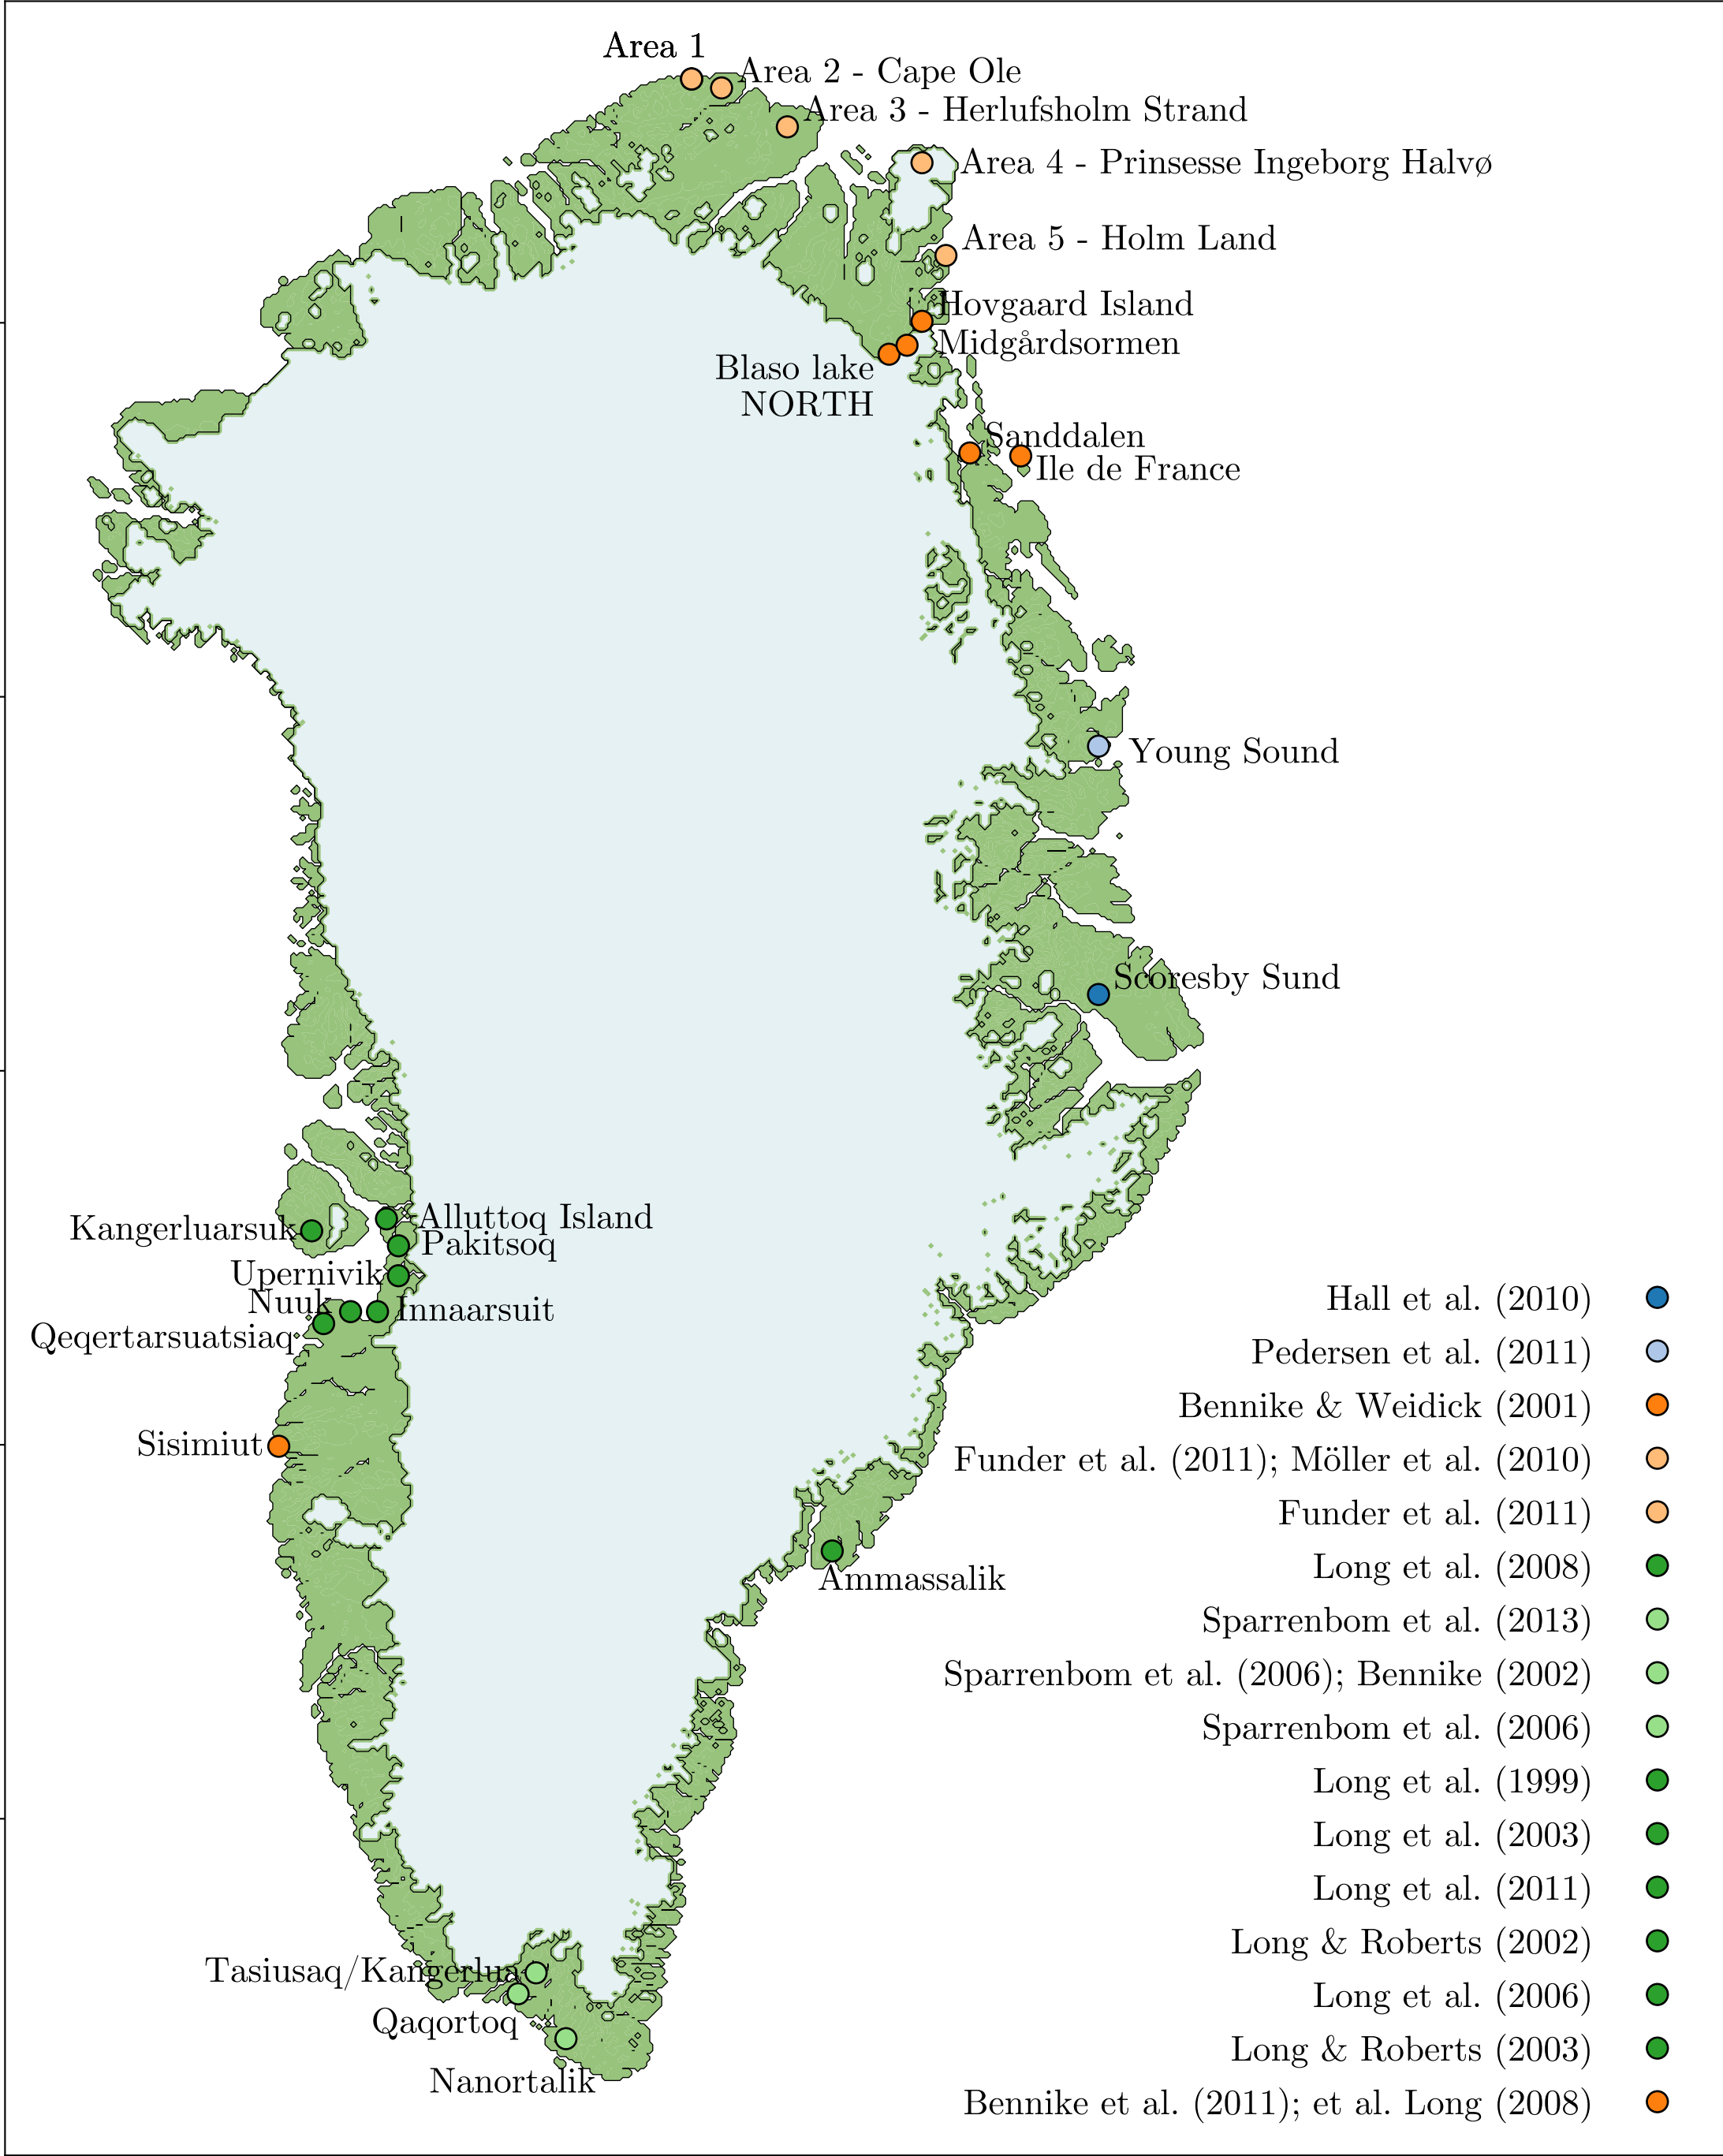 Area 1
Area 2 - Cape Ole
Area 3 - Herlufsholm Strand
Area 4 - Prinsesse Ingeborg Halvø
Area 5 - Holm Land
Hovgaard Island
Midgårdsormen
Blaso lake
NORTH
Sanddalen
Ile de France
Young Sound
Scoresby Sund
Kangerluarsuk
Alluttoq Island
Pakitsoq
Upernivik
Nuuk
Innaarsuit
Qeqertarsuatsiaq
Sisimiut
Ammassalik
Tasiusaq/Kangerlua
Qaqortoq
Nanortalik
Hall et al. (2010)
Pedersen et al. (2011)
Bennike & Weidick (2001)
Funder et al. (2011); Möller et al. (2010)
Funder et al. (2011)
Long et al. (2008)
Sparrenbom et al. (2013)
Sparrenbom et al. (2006); Bennike (2002)
Sparrenbom et al. (2006)
Long et al. (1999)
Long et al. (2003)
Long et al. (2011)
Long & Roberts (2002)
Long et al. (2006)
Long & Roberts (2003)
Bennike et al. (2011); et al. Long (2008)